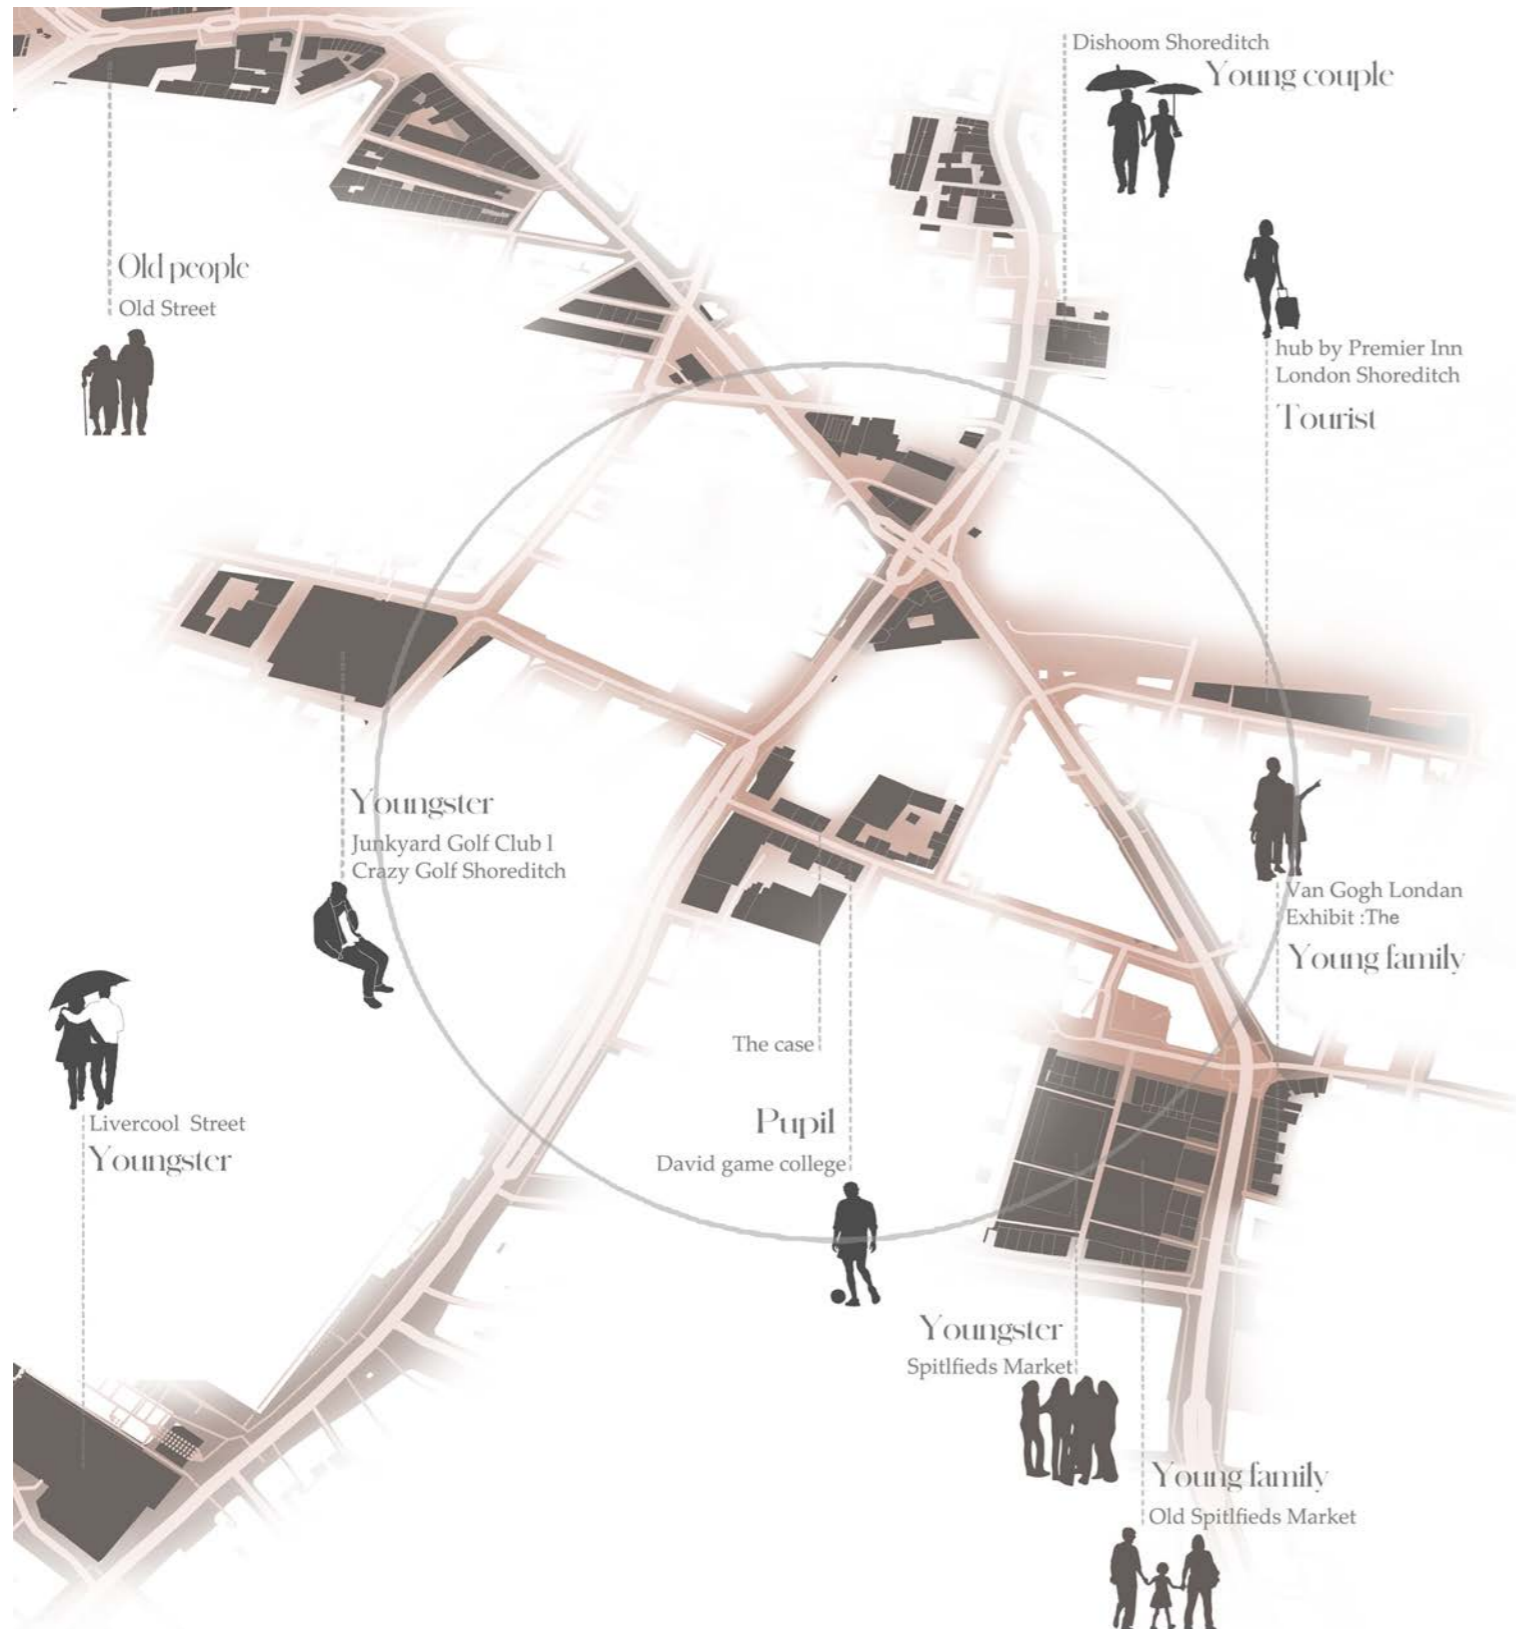 Dishoom Shoreditch
Young couple
Old people
Old Street
hub by Premier Inn
London Shoreditch
Tourist
Youngster
Junkyard Golf Club l
Crazy Golf Shoreditch
Van Gogh Londan
Exhibit :The
Young family
The case
Livercool Street
Youngster
Pupil
David game college
Youngster
Spitlfieds Market
Young family
Old Spitlfieds Market